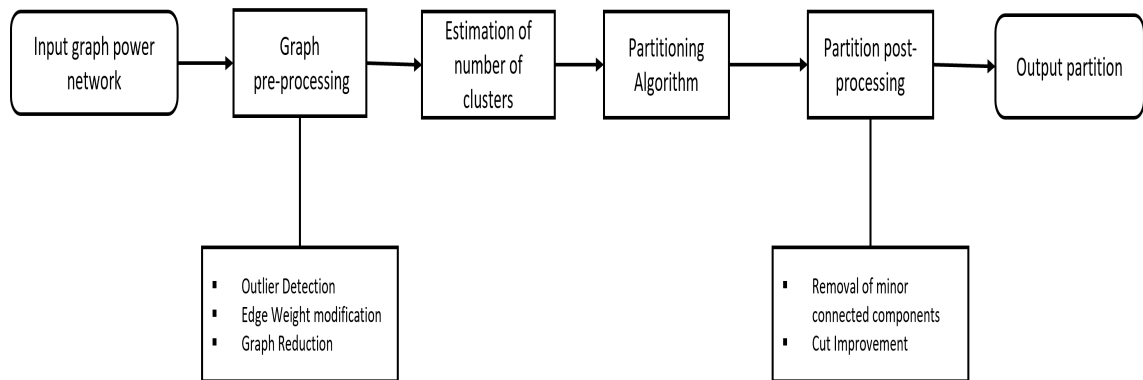 Input graph power
network
Graph
pre-processing
Estimation of
number of
clusters
Partitioning
Algorithm
Partition post-
processing
Output partition
▪ Outlier Detection
▪ Edge Weight modification
▪ Graph Reduction
▪ Removal of minor
connected components
▪ Cut Improvement